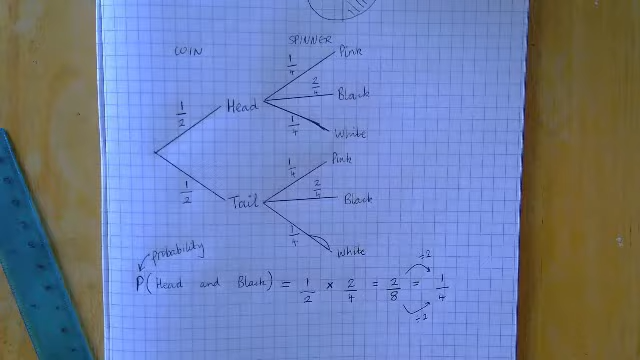 COIN SPINNER
1/4 Pink
2/4 Black
1/2 Head
1/4 White
1/4 Pink
1/2 Tail 2/4 Black
1/4 White
probability
P(Head and Black) = 1/2 × 2/4 = 2/8 = 1/4
÷2
÷2